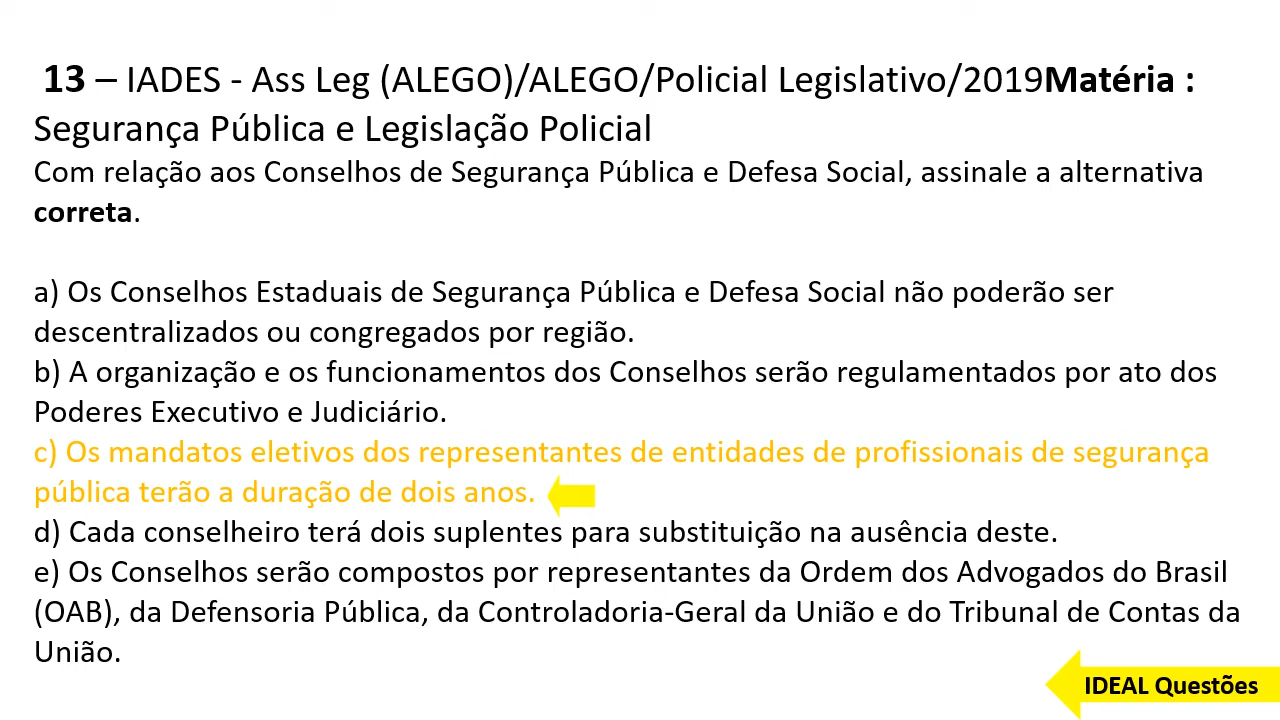 13 – IADES - Ass Leg (ALEGO)/ALEGO/Policial Legislativo/2019Matéria :
Segurança Pública e Legislação Policial
Com relação aos Conselhos de Segurança Pública e Defesa Social, assinale a alternativa
correta.
a) Os Conselhos Estaduais de Segurança Pública e Defesa Social não poderão ser
descentralizados ou congregados por região.
b) A organização e os funcionamentos dos Conselhos serão regulamentados por ato dos
Poderes Executivo e Judiciário.
c) Os mandatos eletivos dos representantes de entidades de profissionais de segurança
pública terão a duração de dois anos.
d) Cada conselheiro terá dois suplentes para substituição na ausência deste.
e) Os Conselhos serão compostos por representantes da Ordem dos Advogados do Brasil
(OAB), da Defensoria Pública, da Controladoria-Geral da União e do Tribunal de Contas da
União.
IDEAL Questões